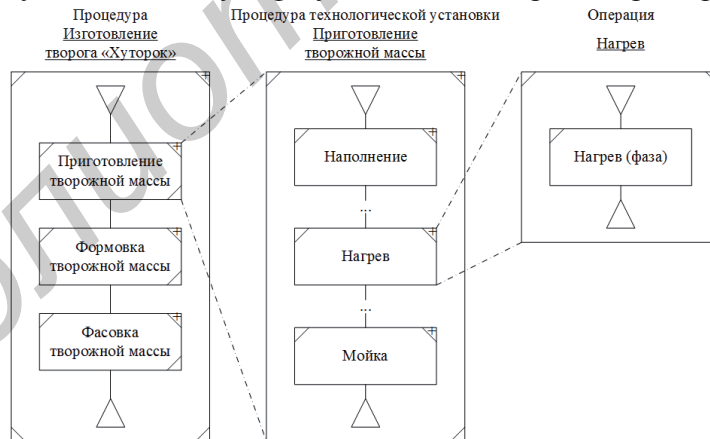 Процедура
Изготовление
творога «Хуторок»
Процедура технологической установки
Приготовление
творожной массы
Операция
Нагрев
Приготовление
творожной массы
Формовка
творожной массы
Фасовка
творожной массы
Наполнение
...
Нагрев
...
Мойка
Нагрев (фаза)